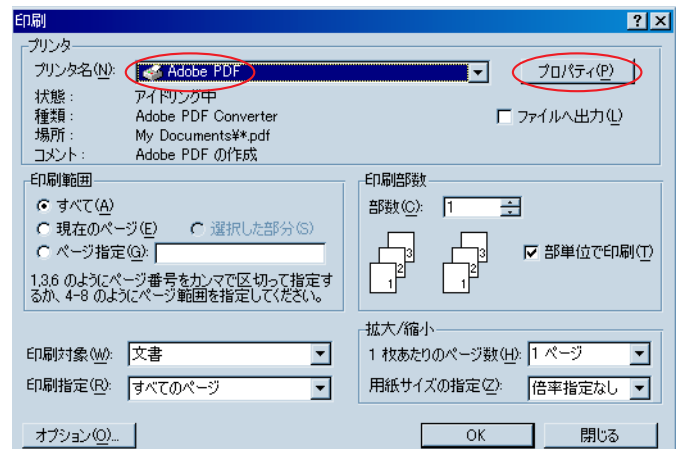 印刷
プリンタ
プリンタ名(N): Adobe PDF プロパティ(P)
状態: アイドリング中
種類: Adobe PDF Converter ファイルへ出力(L)
場所: My Documents¥*.pdf
コメント: Adobe PDF の作成
印刷範囲
すべて(A)
現在のページ(E) 選択した部分(S)
ページ指定(G):
1,3,6 のようにページ番号をカンマで区切って指定す
るか、4-8 のようにページ範囲を指定してください。
印刷部数
部数(C): 1
1 2 3 1 2 3 部単位で印刷(T)
印刷対象(W): 文書
印刷指定(R): すべてのページ
拡大/縮小
1 枚あたりのページ数(H): 1 ページ
用紙サイズの指定(Z): 倍率指定なし
オプション(O)... OK 閉じる